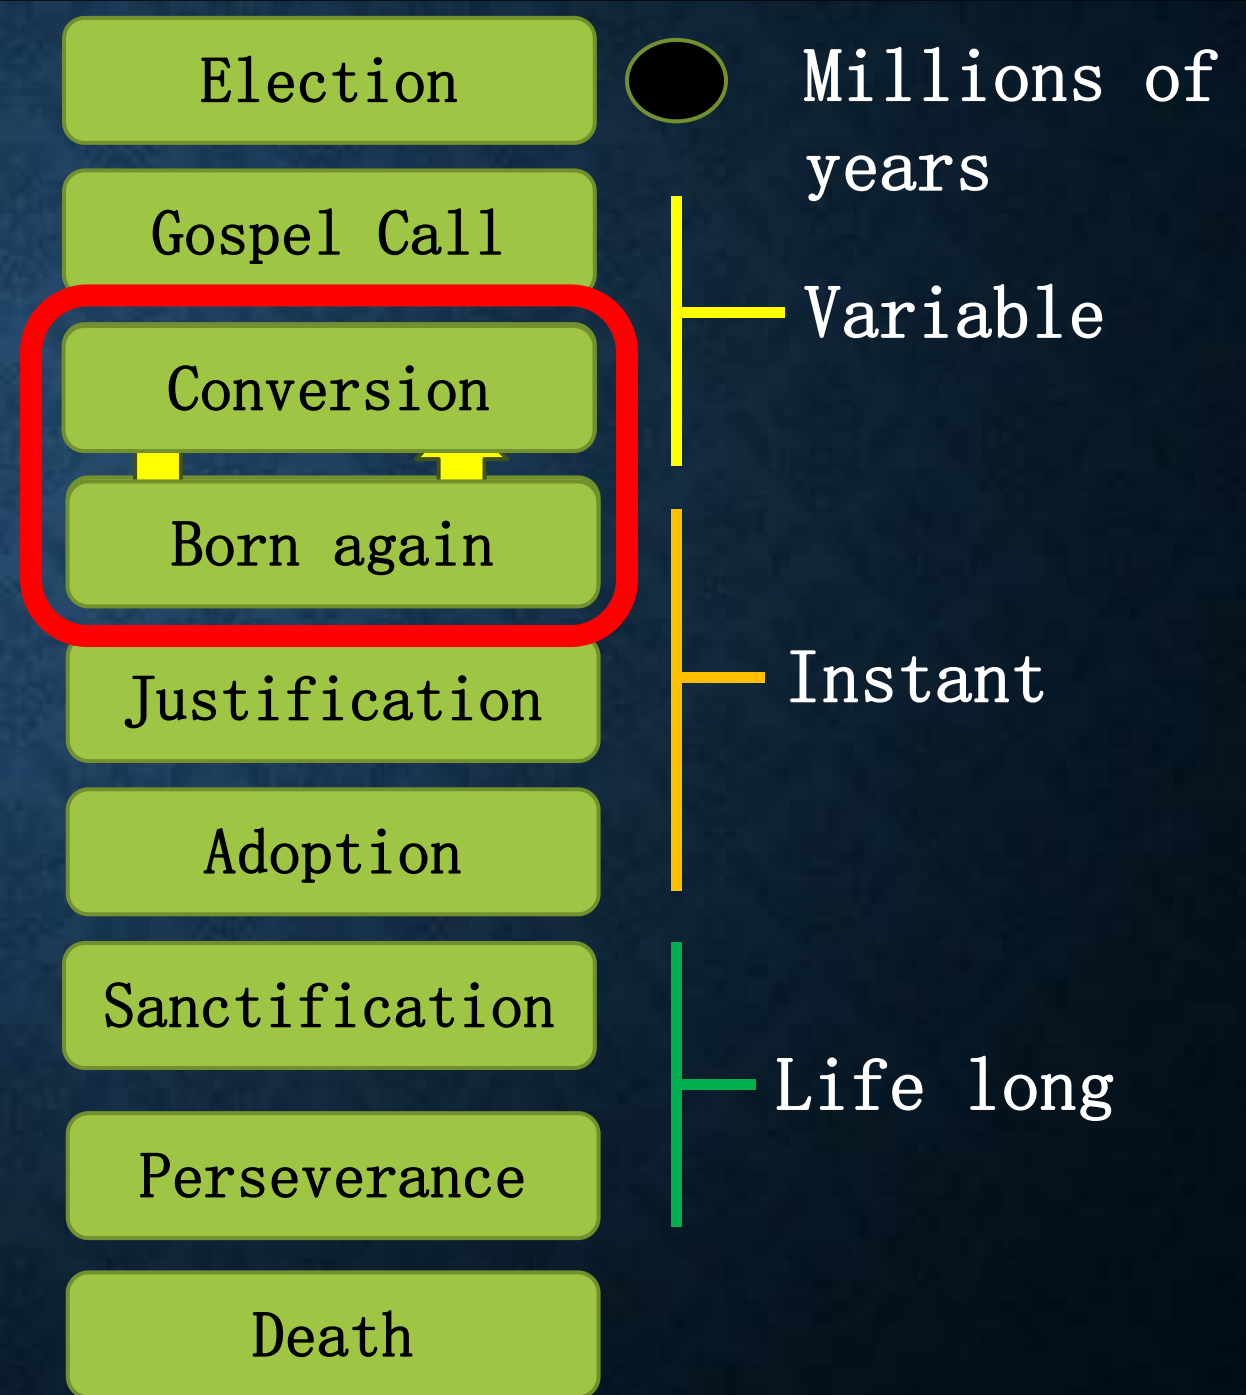 Election
Millions of
years
Gospel Call
Variable
Conversion
Born again
Instant
Justification
Adoption
Sanctification
Life long
Perseverance
Death